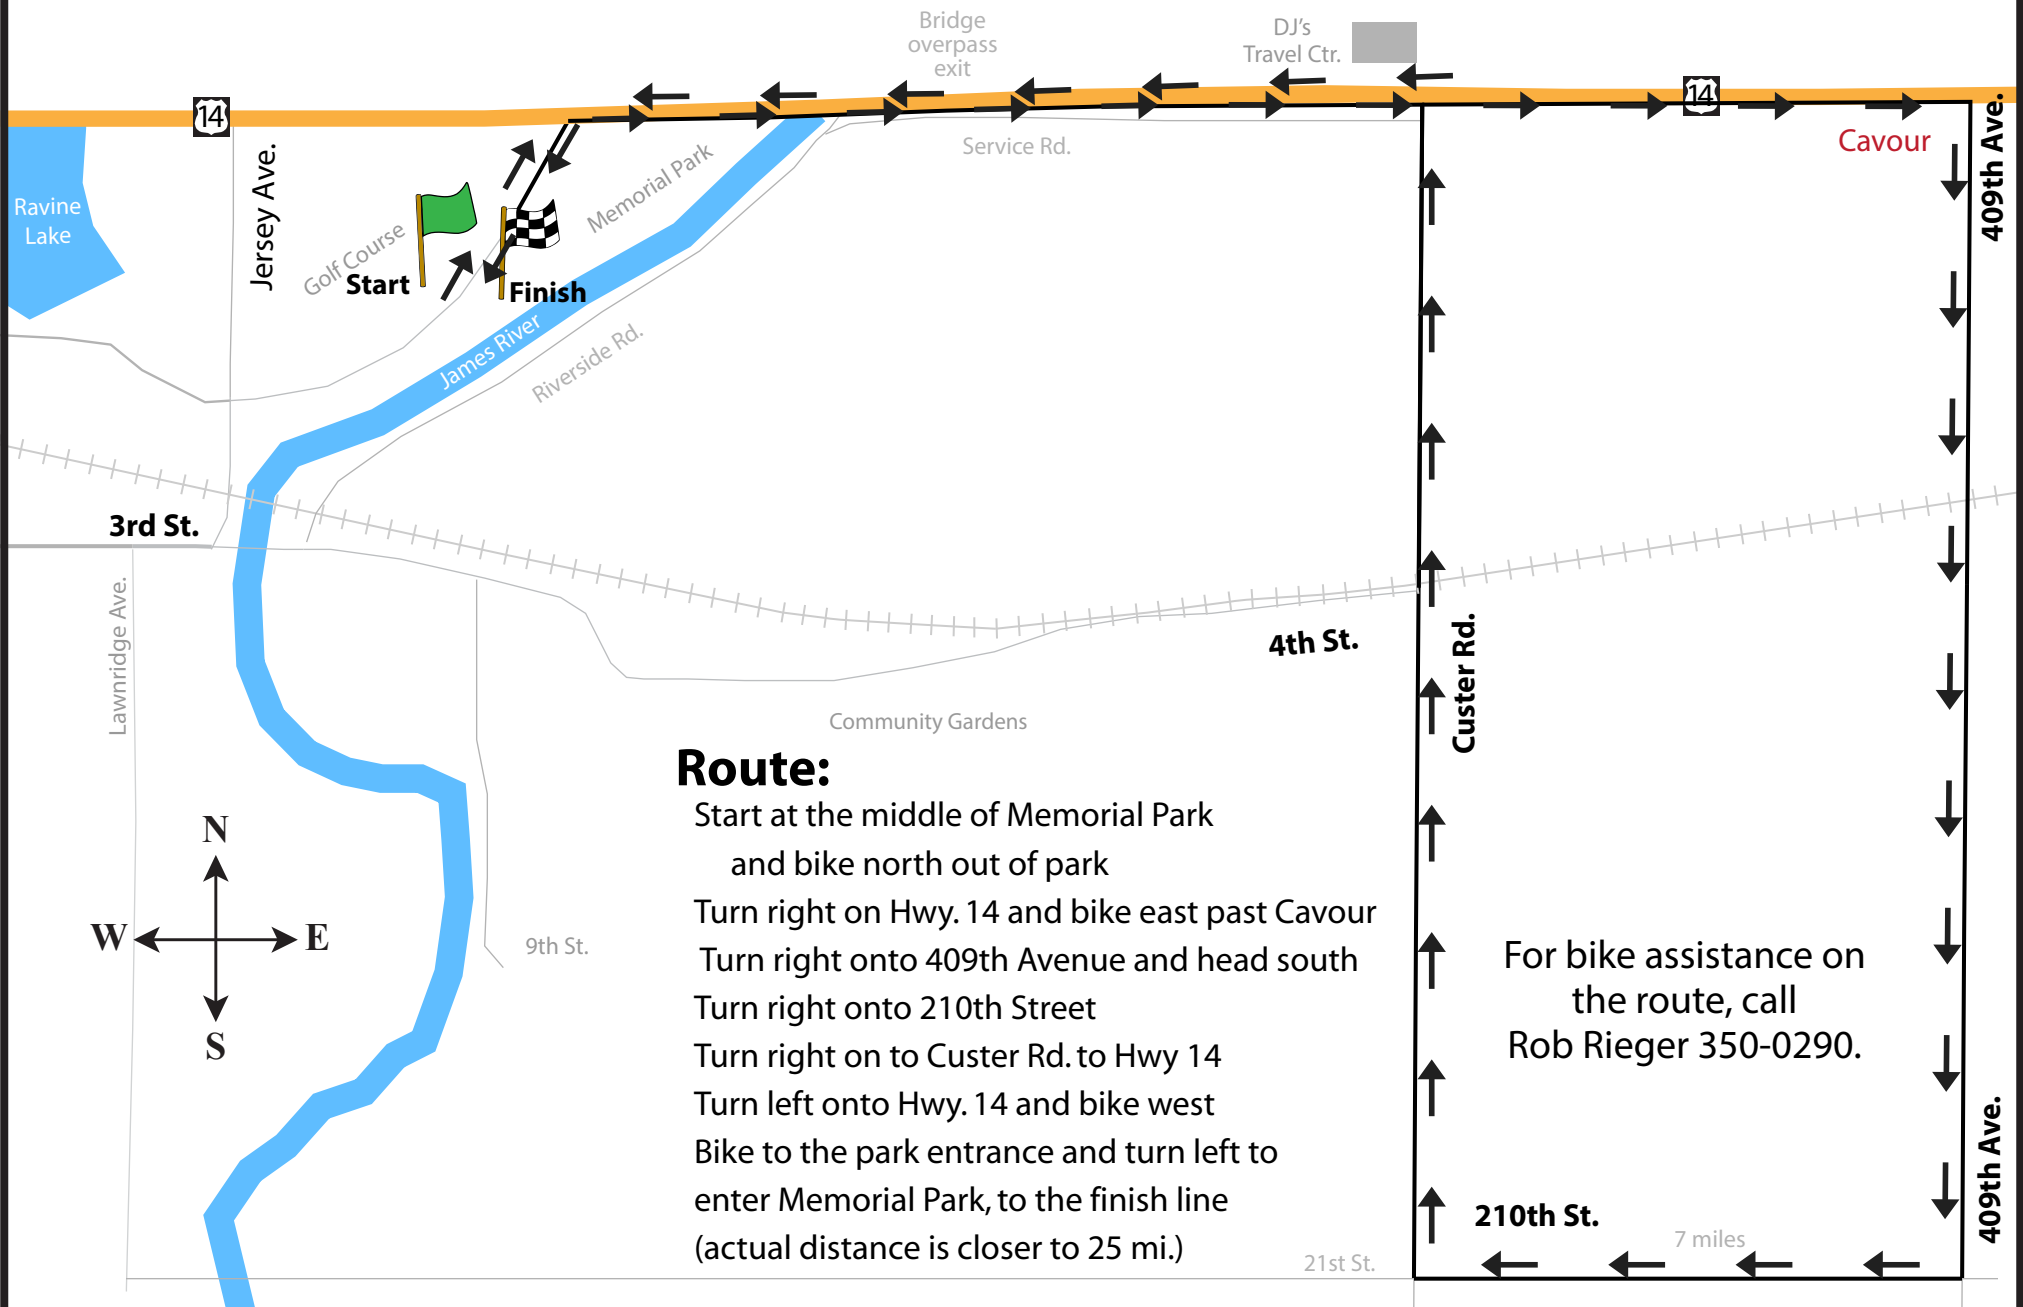 Bridge
overpass
exit
DJ's
Travel Ctr.
14
14
Cavour
409th Ave.
Service Rd.
Memorial Park
Jersey Ave.
Ravine
Lake
Golf Course
Start
Finish
James River
Riverside Rd.
3rd St.
Lawnridge Ave.
4th St.
Custer Rd.
Community Gardens
Route:
Start at the middle of Memorial Park
and bike north out of park
Turn right on Hwy. 14 and bike east past Cavour
Turn right onto 409th Avenue and head south
Turn right onto 210th Street
Turn right on to Custer Rd. to Hwy 14
Turn left onto Hwy. 14 and bike west
Bike to the park entrance and turn left to
enter Memorial Park, to the finish line
(actual distance is closer to 25 mi.)
N
W E
S
9th St.
For bike assistance on
the route, call
Rob Rieger 350-0290.
409th Ave.
210th St.
7 miles
21st St.